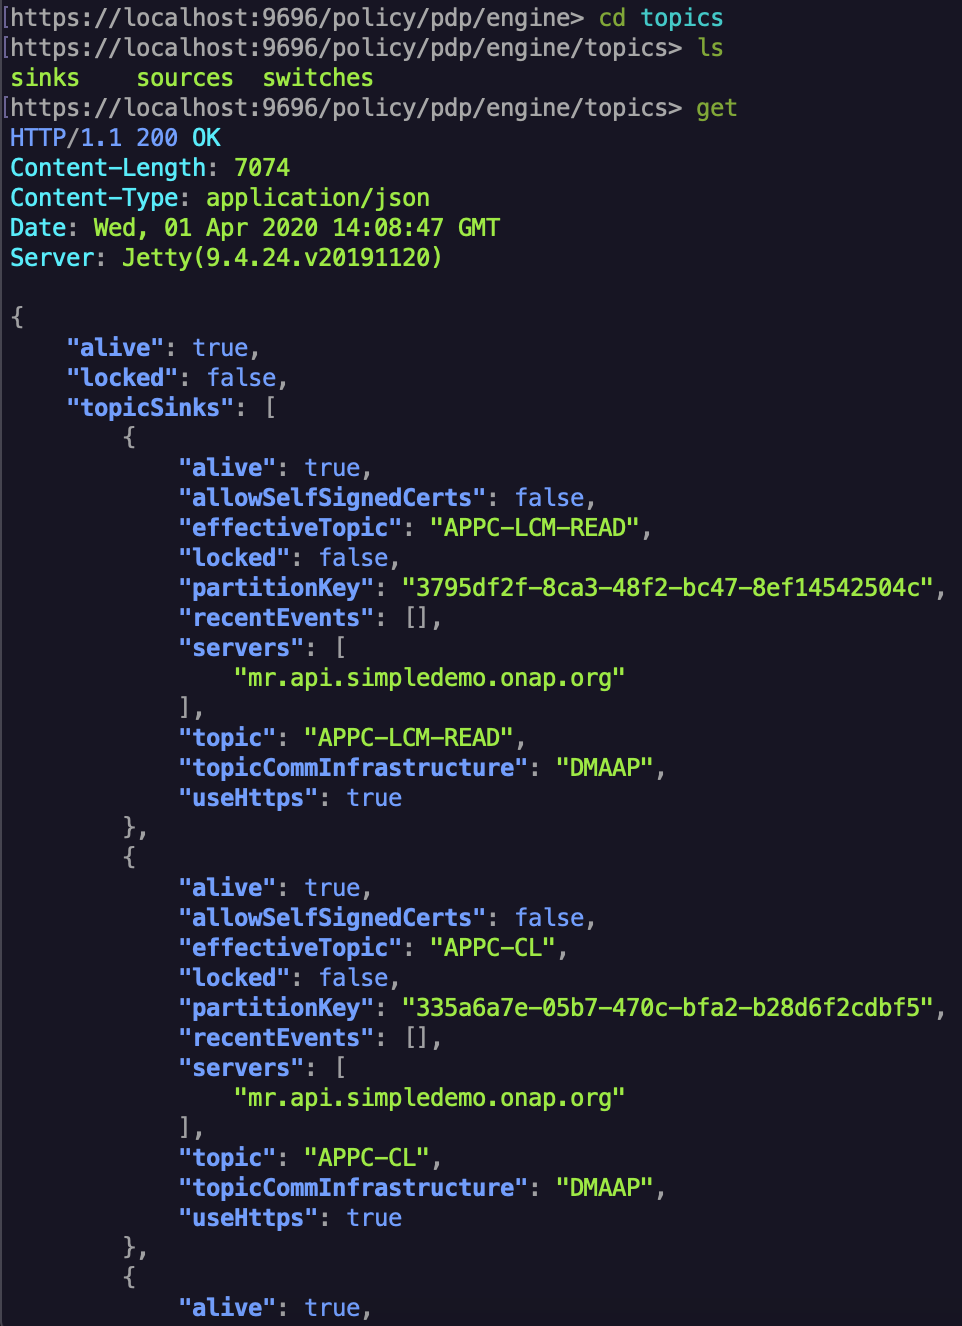 [https://localhost:9696/policy/pdp/engine> cd topics
[https://localhost:9696/policy/pdp/engine/topics> ls
sinks    sources  switches
[https://localhost:9696/policy/pdp/engine/topics> get
HTTP/1.1 200 OK
Content-Length: 7074
Content-Type: application/json
Date: Wed, 01 Apr 2020 14:08:47 GMT
Server: Jetty(9.4.24.v20191120)

{
    "alive": true,
    "locked": false,
    "topicSinks": [
        {
            "alive": true,
            "allowSelfSignedCerts": false,
            "effectiveTopic": "APPC-LCM-READ",
            "locked": false,
            "partitionKey": "3795df2f-8ca3-48f2-bc47-8ef14542504c",
            "recentEvents": [],
            "servers": [
                "mr.api.simpledemo.onap.org"
            ],
            "topic": "APPC-LCM-READ",
            "topicCommInfrastructure": "DMAAP",
            "useHttps": true
        },
        {
            "alive": true,
            "allowSelfSignedCerts": false,
            "effectiveTopic": "APPC-CL",
            "locked": false,
            "partitionKey": "335a6a7e-05b7-470c-bfa2-b28d6f2cdbf5",
            "recentEvents": [],
            "servers": [
                "mr.api.simpledemo.onap.org"
            ],
            "topic": "APPC-CL",
            "topicCommInfrastructure": "DMAAP",
            "useHttps": true
        },
        {
            "alive": true,